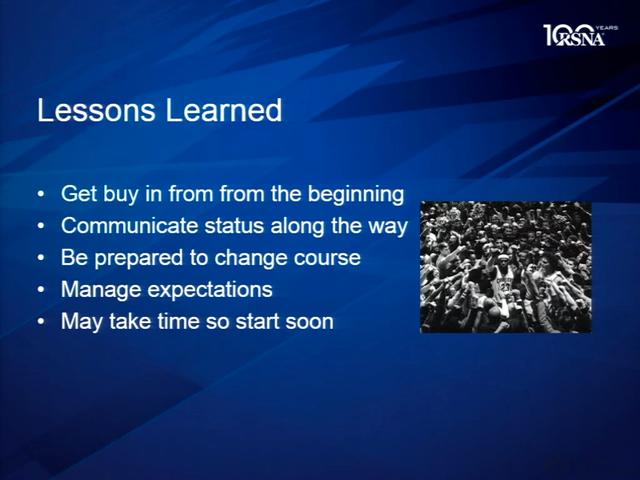 100 YEARS
RSNA
Lessons Learned
• Get buy in from from the beginning
• Communicate status along the way
• Be prepared to change course
• Manage expectations
• May take time so start soon
23